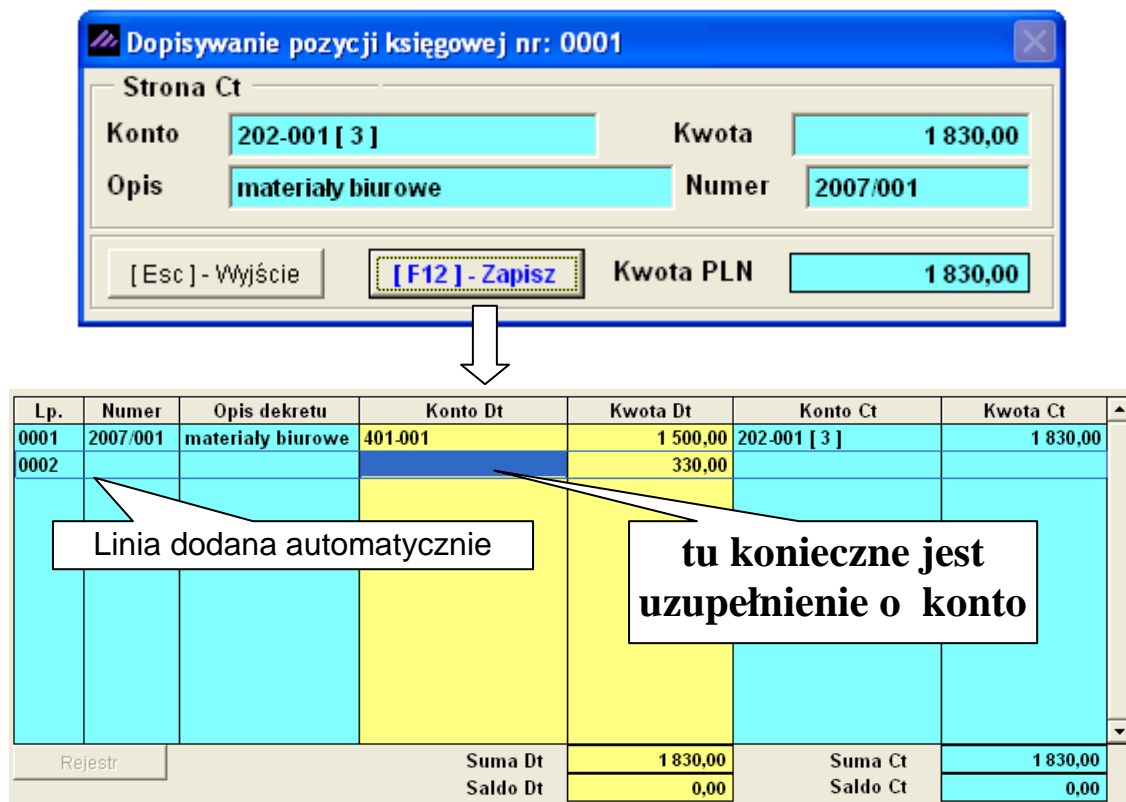 Dopisywanie pozycji księgowej nr: 0001
Strona Ct
Konto 202-001 [ 3 ] Kwota 1 830,00
Opis materiały biurowe Numer 2007/001
[ Esc ] - Wyjście [ F12 ] - Zapisz Kwota PLN 1 830,00
Lp. Numer Opis dekretu Konto Dt Kwota Dt Konto Ct Kwota Ct
0001 2007/001 materiały biurowe 401-001 1 500,00 202-001 [ 3 ] 1 830,00
0002 330,00
Linia dodana automatycznie
tu konieczne jest
uzupełnienie o konto
Rejestr Suma Dt 1 830,00 Suma Ct 1 830,00
Saldo Dt 0,00 Saldo Ct 0,00